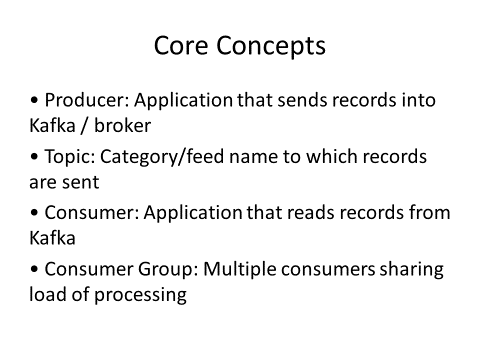 Core Concepts
• Producer: Application that sends records into
Kafka / broker
• Topic: Category/feed name to which records
are sent
• Consumer: Application that reads records from
Kafka
• Consumer Group: Multiple consumers sharing
load of processing